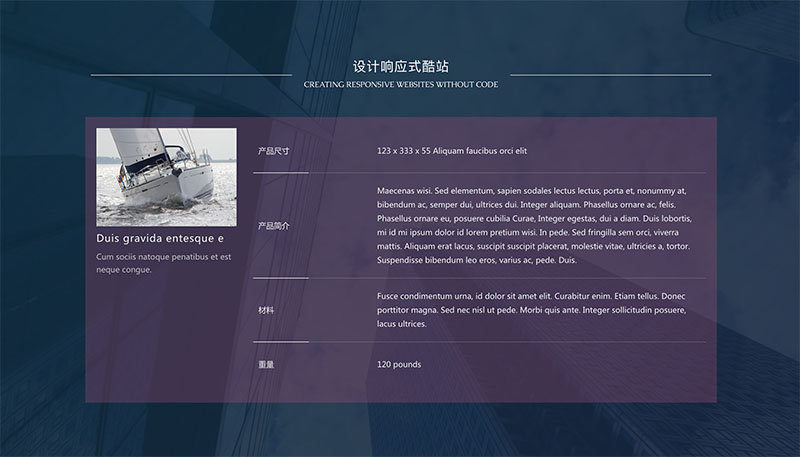 设计响应式酷站
CREATING RESPONSIVE WEBSITES WITHOUT CODE
Duis gravida entesque e
Cum sociis natoque penatibus et est
neque congue.
产品尺寸
123 x 333 x 55 Aliquam faucibus orci elit
产品简介
Maecenas wisi. Sed elementum, sapien sodales lectus lectus, porta et, nonummy at,
bibendum ac, semper dui, ultrices dui. Integer aliquam. Phasellus ornare ac, felis.
Phasellus ornare eu, posuere cubilia Curae, Integer egestas, dui a diam. Duis lobortis,
mi id mi ipsum dolor id lorem pretium wisi. In pede. Sed fringilla sem orci, viverra
mattis. Aliquam erat lacus, suscipit suscipit placerat, molestie vitae, ultricies a, tortor.
Suspendisse bibendum leo eros, varius ac, pede. Duis.
材料
Fusce condimentum urna, id dolor sit amet elit. Curabitur enim. Etiam tellus. Donec
porttitor magna. Sed nec nisl ut pede. Morbi quis ante. Integer sollicitudin posuere,
lacus ultrices.
重量
120 pounds